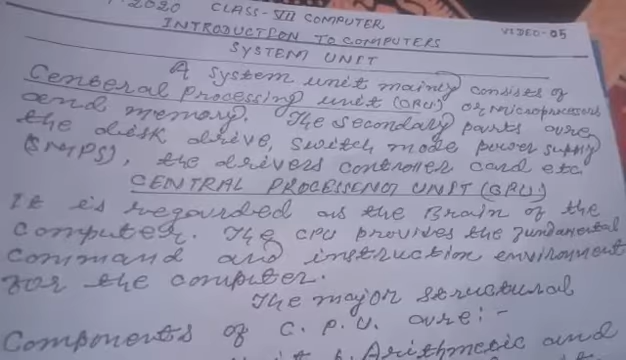 2020 CLASS-VII COMPUTER
INTRODUCTION TO COMPUTERS VIDEO-05
SYSTEM UNIT
A system unit mainly consists of
Cenberal processing unit (CPU) or microprocessors
and memory. The secondary parts are
the disk drive, switch mode power supply
(SMPS), the drivers controller card etc.
CENTRAL PROCESSING UNIT (CPU)
It is regarded as the Brain of the
computer. The CPU provides the fundamental
command and instruction environment
for the computer.
The major structural
Components of C.P.U. are:-
Arithmetic and